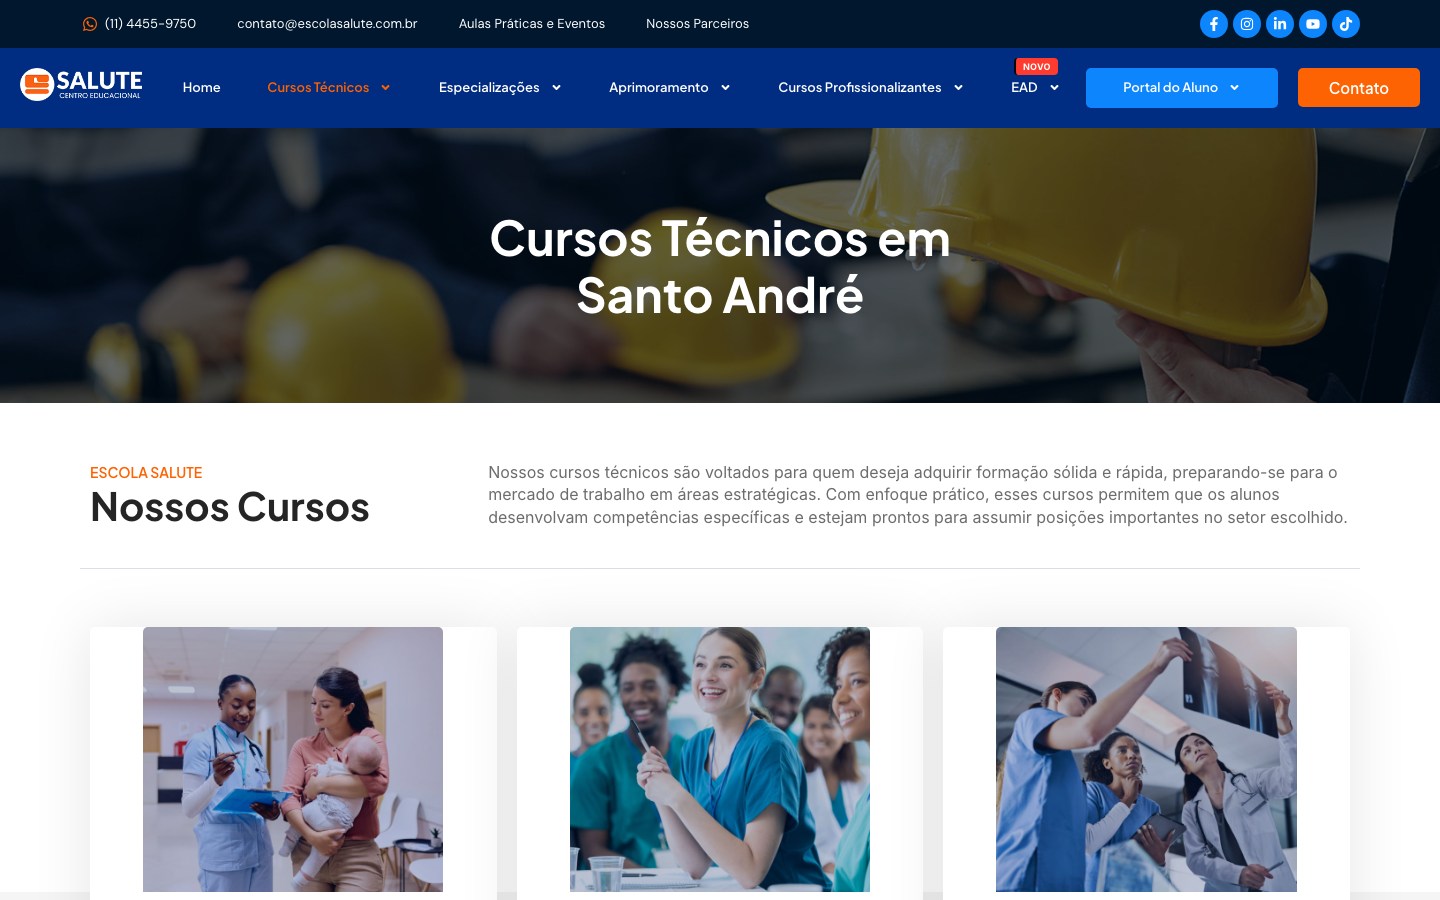 (11) 4455-9750
contato@escolasalute.com.br
Aulas Práticas e Eventos
Nossos Parceiros
SALUTE
CENTRO EDUCACIONAL
Home
Cursos Técnicos
Especializações
Aprimoramento
Cursos Profissionalizantes
NOVO
EAD
Portal do Aluno
Contato
Cursos Técnicos em
Santo André
ESCOLA SALUTE
Nossos Cursos
Nossos cursos técnicos são voltados para quem deseja adquirir formação sólida e rápida, preparando-se para o
mercado de trabalho em áreas estratégicas. Com enfoque prático, esses cursos permitem que os alunos
desenvolvam competências específicas e estejam prontos para assumir posições importantes no setor escolhido.